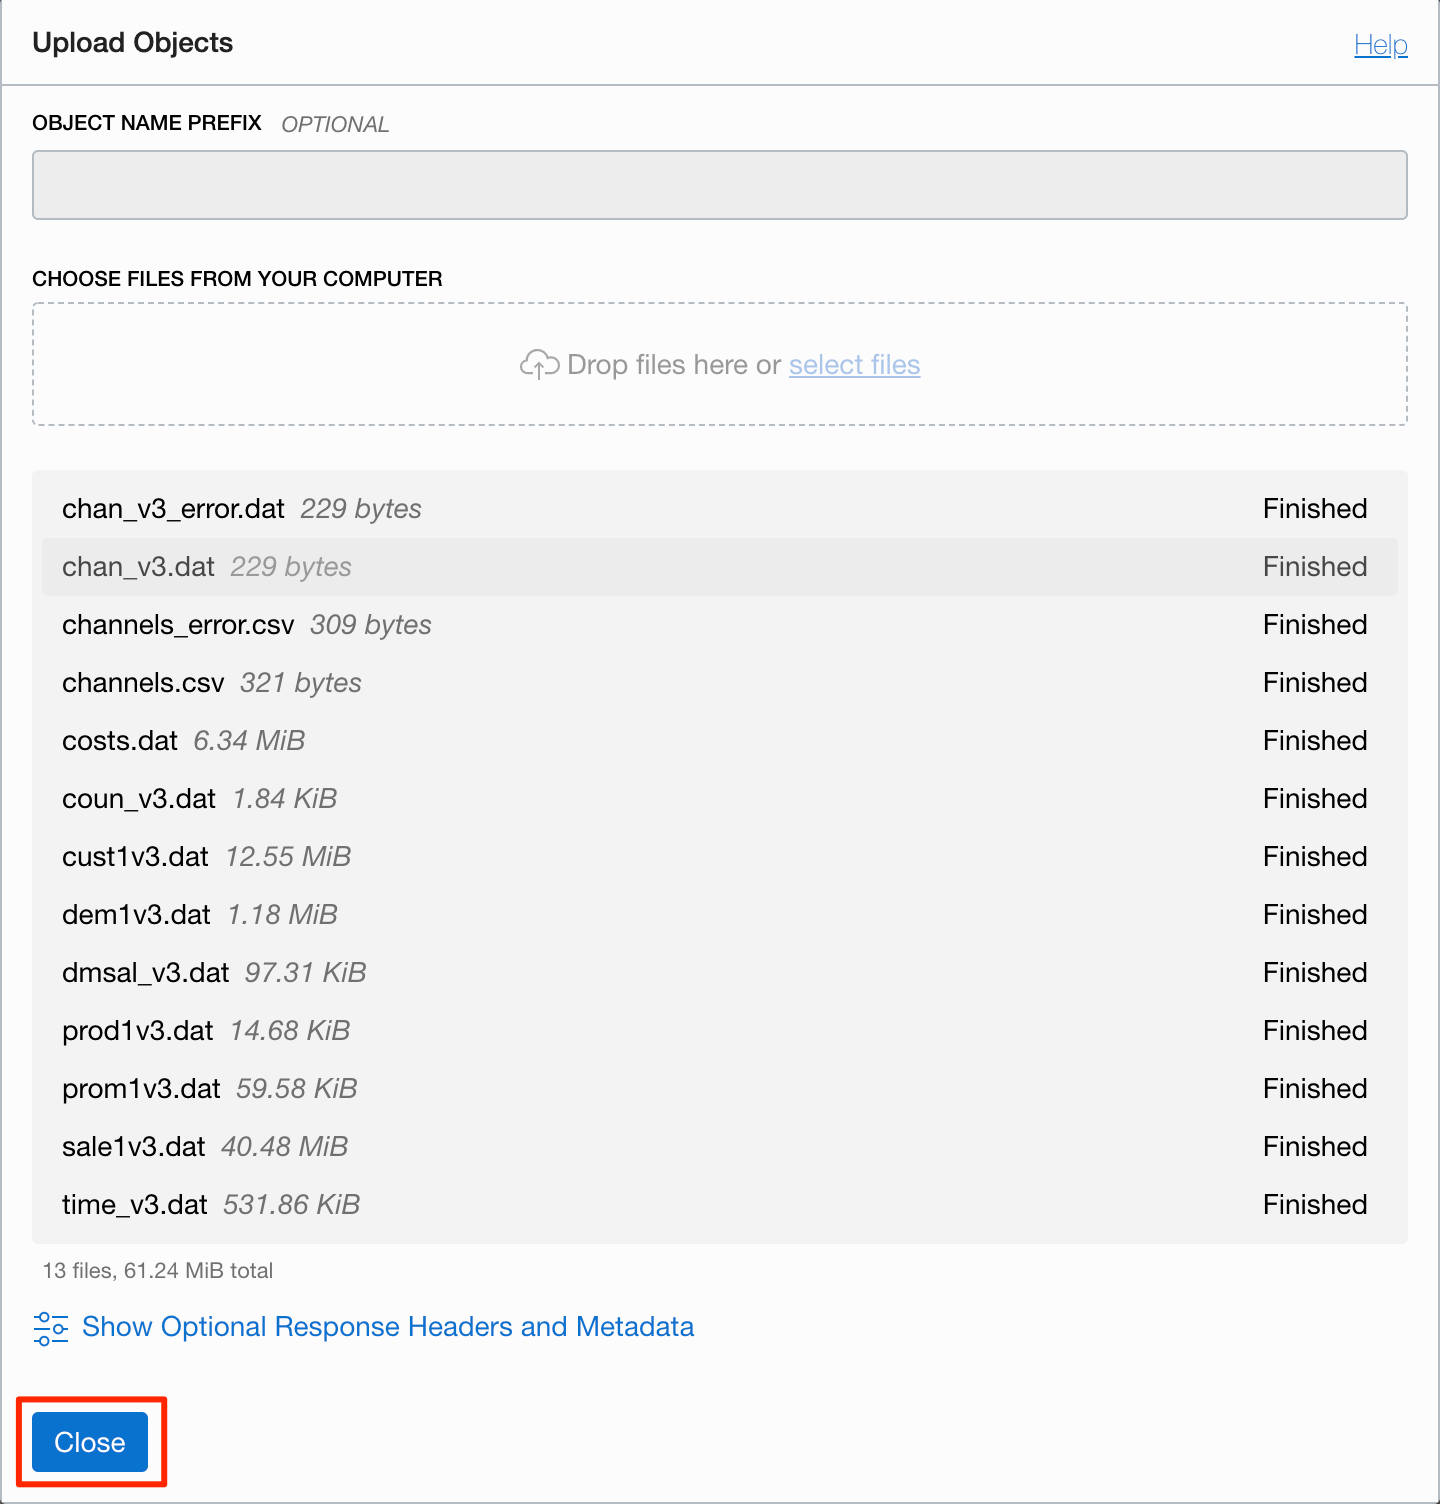 Upload Objects Help
OBJECT NAME PREFIX OPTIONAL
CHOOSE FILES FROM YOUR COMPUTER
Drop files here or select files
chan_v3_error.dat 229 bytes Finished
chan_v3.dat 229 bytes Finished
channels_error.csv 309 bytes Finished
channels.csv 321 bytes Finished
costs.dat 6.34 MiB Finished
coun_v3.dat 1.84 KiB Finished
cust1v3.dat 12.55 MiB Finished
dem1v3.dat 1.18 MiB Finished
dmsal_v3.dat 97.31 KiB Finished
prod1v3.dat 14.68 KiB Finished
prom1v3.dat 59.58 KiB Finished
sale1v3.dat 40.48 MiB Finished
time_v3.dat 531.86 KiB Finished
13 files, 61.24 MiB total
Show Optional Response Headers and Metadata
Close